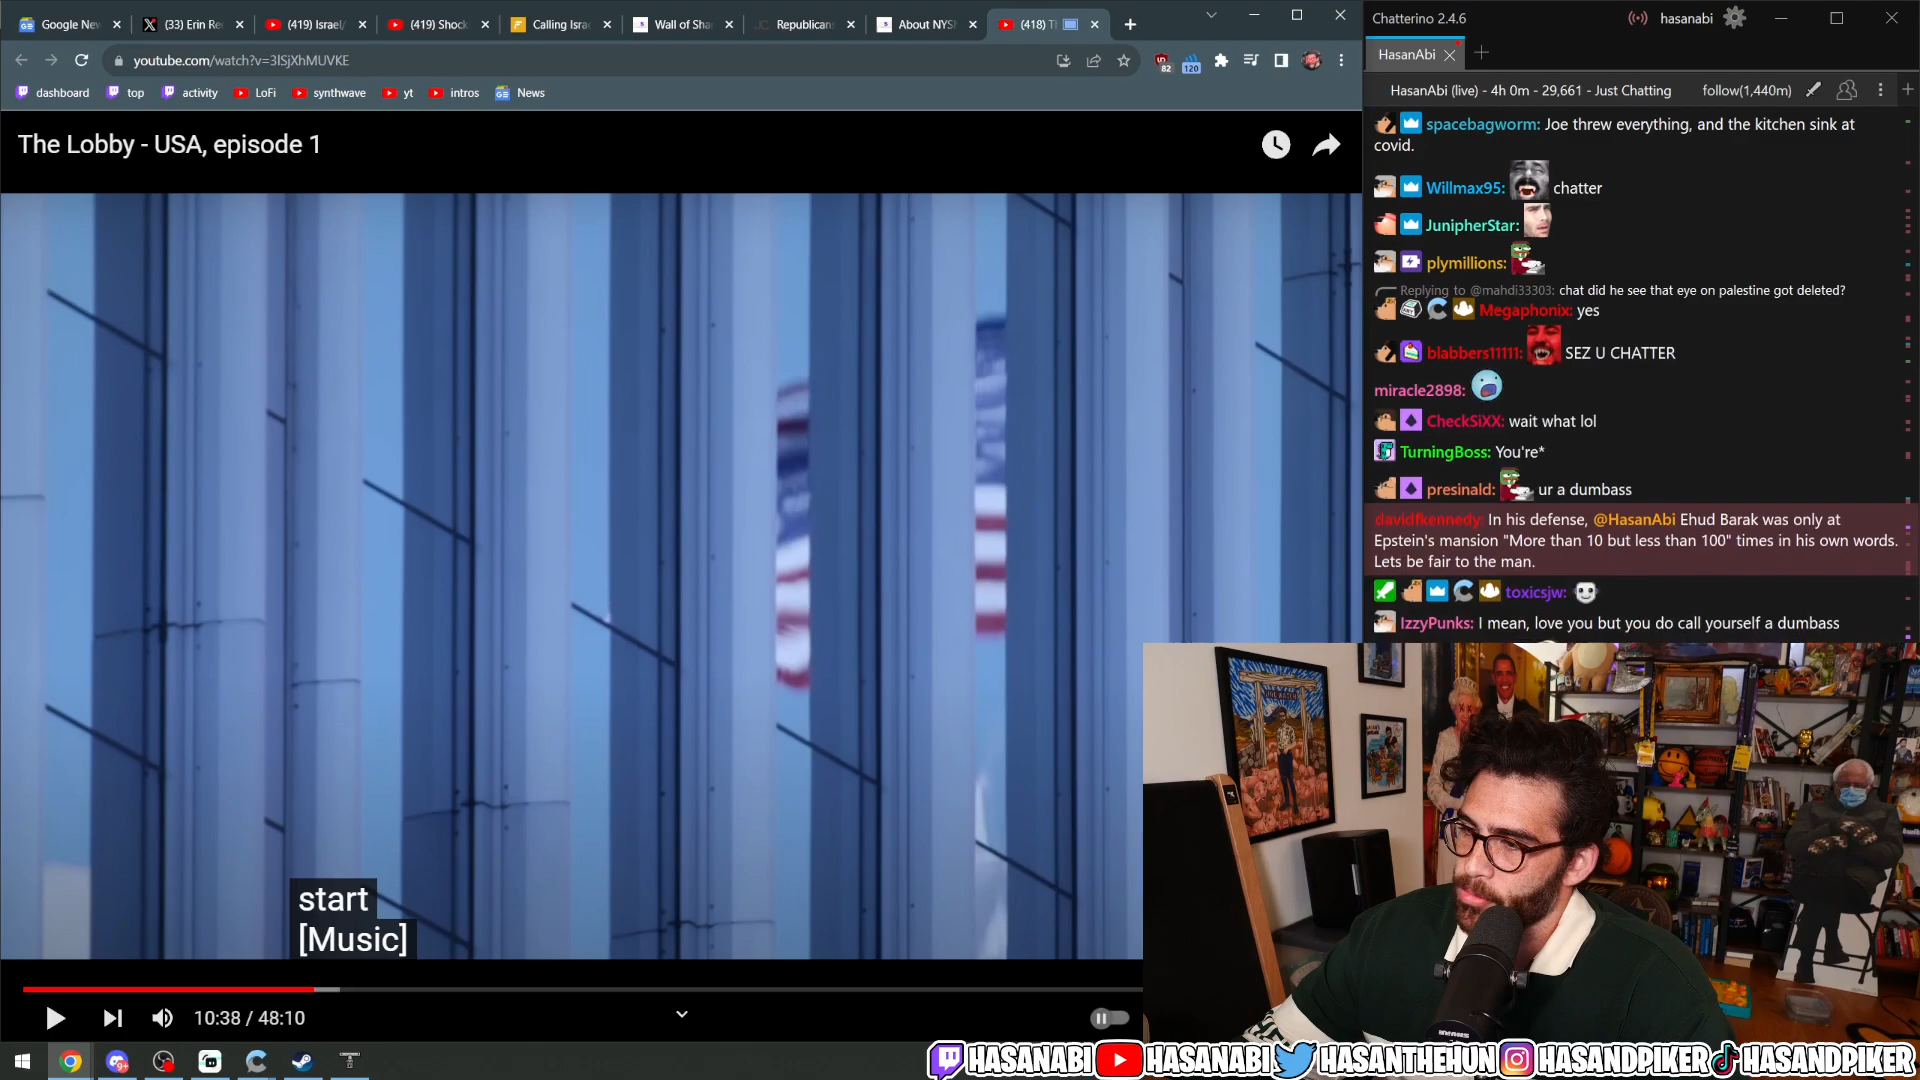 Google New
(33) Erin Re
(419) Israel/
(419) Shock
Calling Isra
Wall of Sha
Republican
About NYS
(418) T
youtube.com/watch?v=3lSjXhMUVKE
82
120
dashboard
top
activity
LoFi
synthwave
yt
intros
News
The Lobby - USA, episode 1
start
[Music]
10:38 / 48:10
Chatterino 2.4.6
hasanabi
HasanAbi
HasanAbi (live) - 4h 0m - 29,661 - Just Chatting
follow(1,440m)
spacebagworm: Joe threw everything, and the kitchen sink at
covid.
Willmax95: chatter
JunipherStar:
plymillions:
Replying to @mahdi33303: chat did he see that eye on palestine got deleted?
Megaphonix: yes
blabbers11111: SEZ U CHATTER
miracle2898:
CheckSiXX: wait what lol
TurningBoss: You're*
presinald: ur a dumbass
davidfkennedy: In his defense, @HasanAbi Ehud Barak was only at
Epstein's mansion "More than 10 but less than 100" times in his own words.
Lets be fair to the man.
toxicsjw:
IzzyPunks: I mean, love you but you do call yourself a dumbass
HASANABI HASANABI HASANTHEHUN HASANDPIKER HASANDPIKER